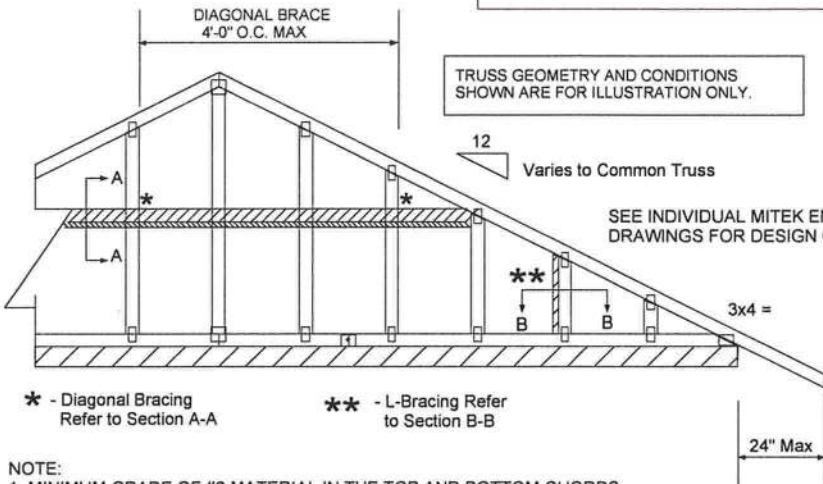 DIAGONAL BRACE
4'-0" O.C. MAX
TRUSS GEOMETRY AND CONDITIONS
SHOWN ARE FOR ILLUSTRATION ONLY.
12
Varies to Common Truss
A
*
*
SEE INDIVIDUAL MITEK
DRAWINGS FOR DESIGN
A
**
B
B
3x4 =
* - Diagonal Bracing
Refer to Section A-A
** - L-Bracing Refer
to Section B-B
24" Max
NOTE: